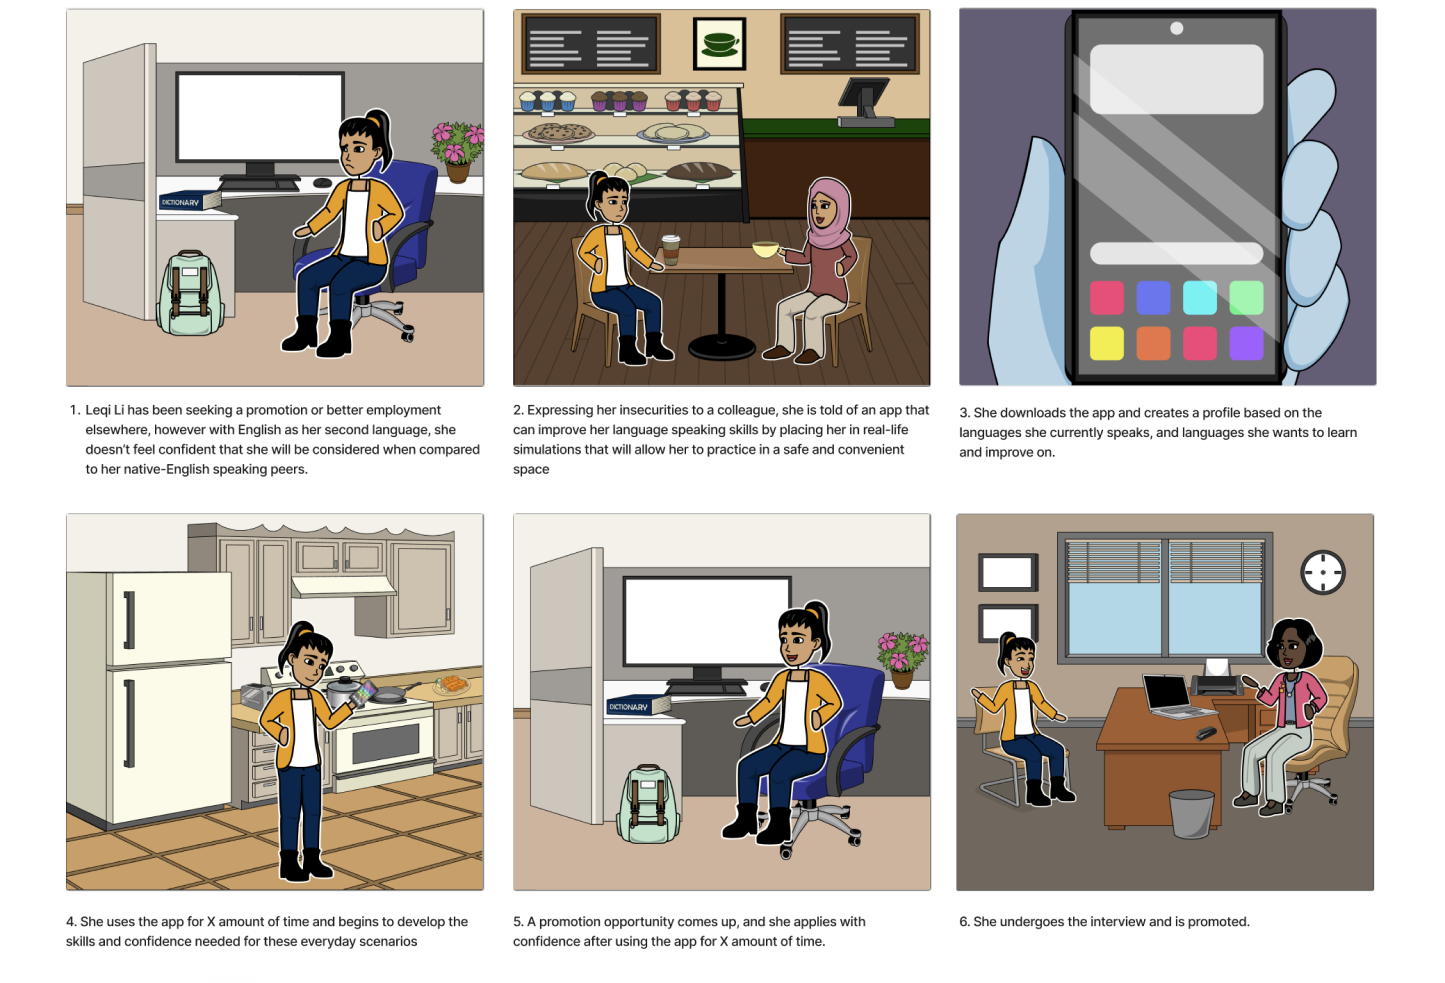 DICTIONARY
1. Leqi Li has been seeking a promotion or better employment
elsewhere, however with English as her second language, she
doesn’t feel confident that she will be considered when compared
to her native-English speaking peers.
2. Expressing her insecurities to a colleague, she is told of an app that
can improve her language speaking skills by placing her in real-life
simulations that will allow her to practice in a safe and convenient
space
3. She downloads the app and creates a profile based on the
languages she currently speaks, and languages she wants to learn
and improve on.
DICTIONARY
4. She uses the app for X amount of time and begins to develop the
skills and confidence needed for these everyday scenarios
5. A promotion opportunity comes up, and she applies with
confidence after using the app for X amount of time.
6. She undergoes the interview and is promoted.